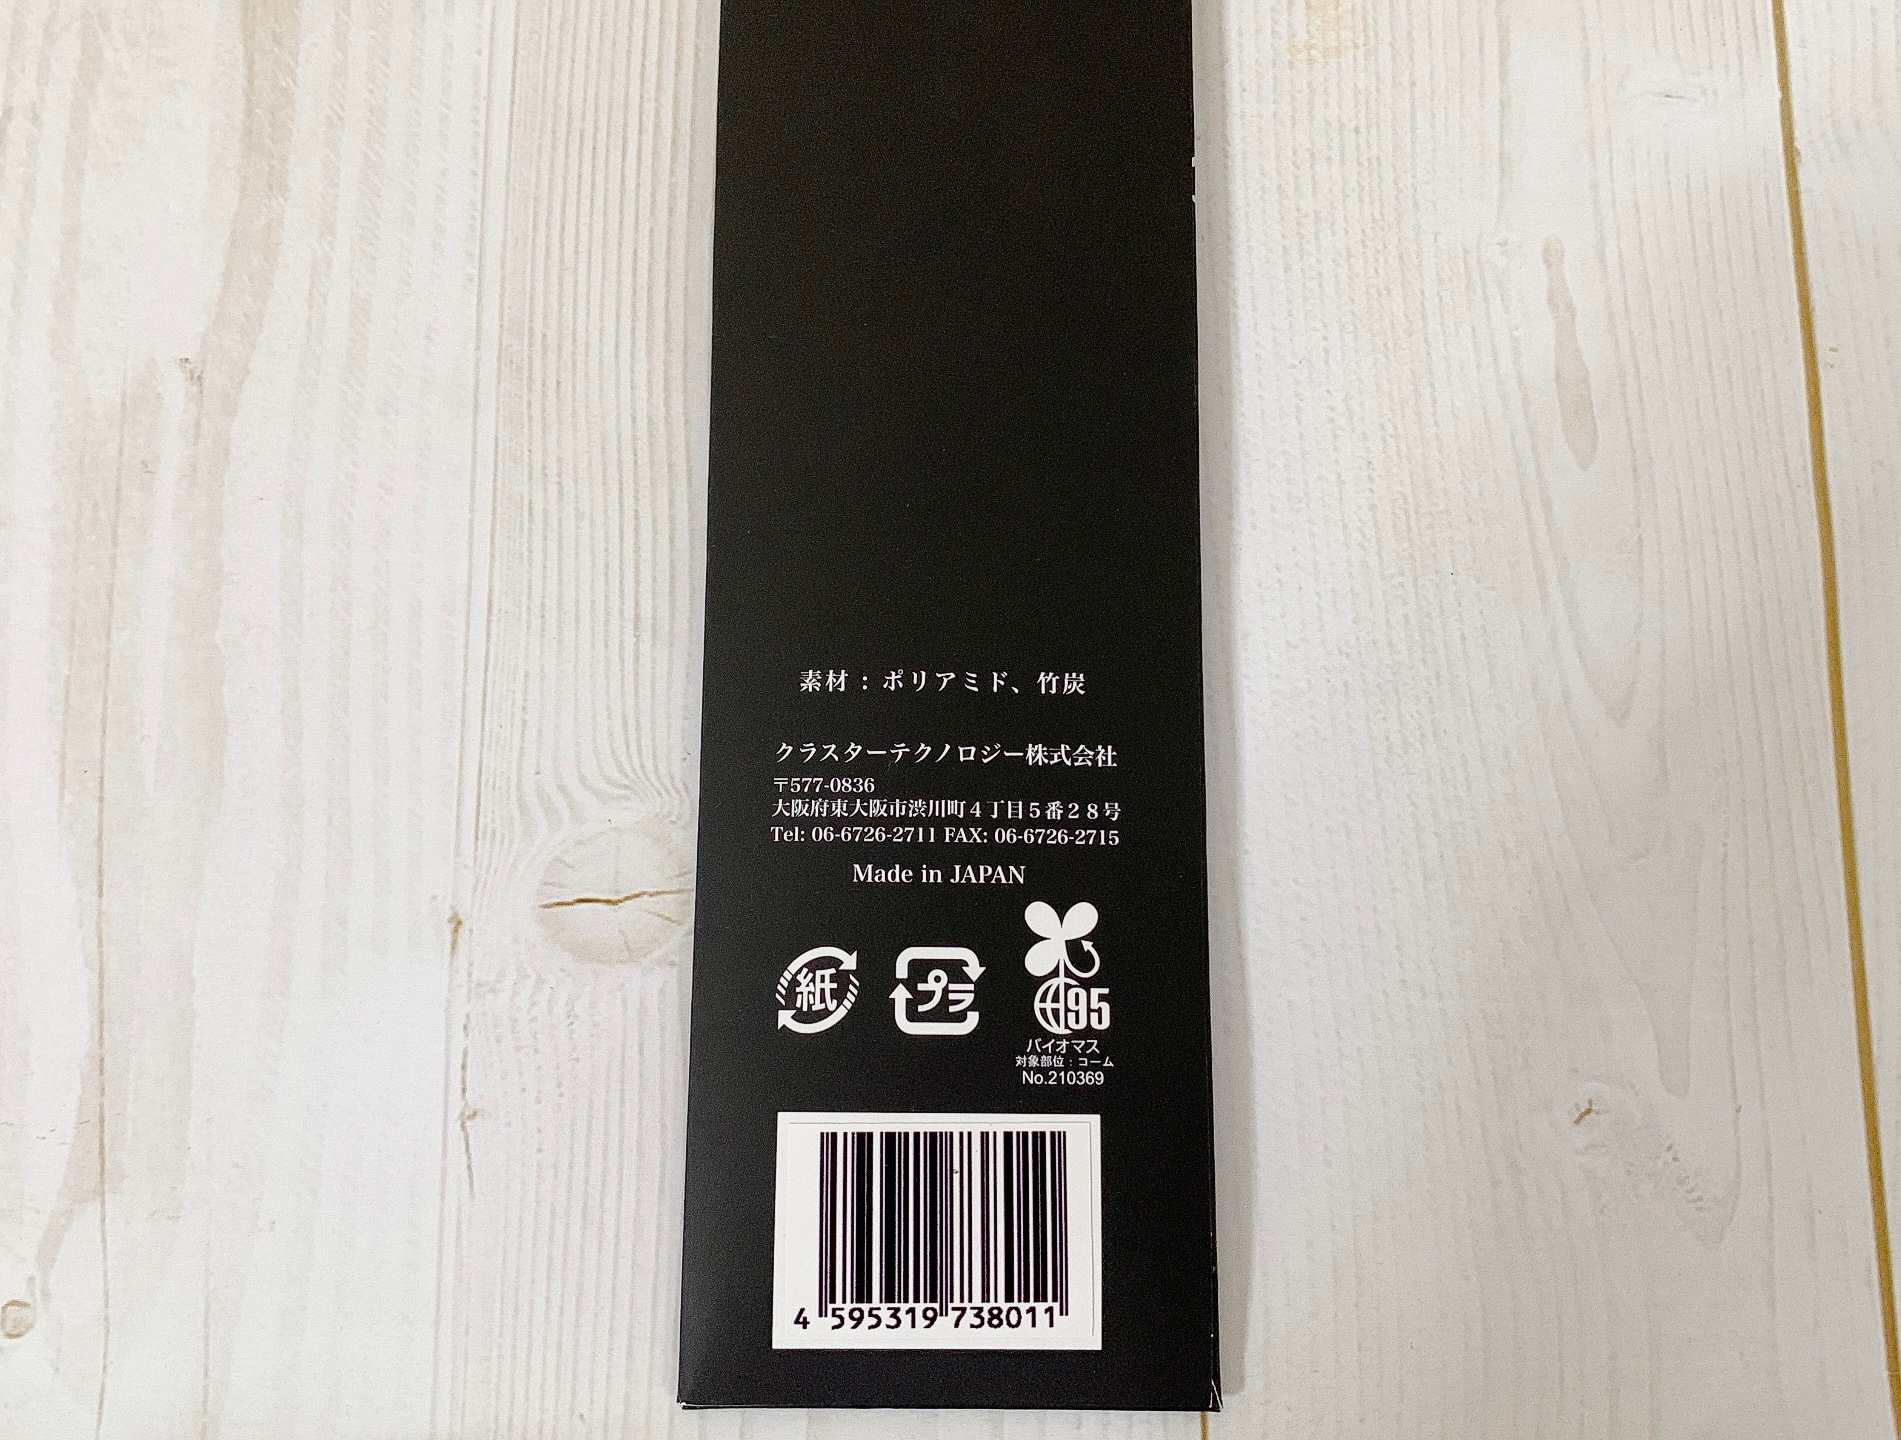 素材：ポリアミド、竹炭
クラスターテクノロジー株式会社
〒577-0836
大阪府東大阪市渋川町４丁目５番２８号
Tel: 06-6726-2711 FAX: 06-6726-2715
Made in JAPAN
紙
プラ
95
バイオマス
対象部位：コーム
No.210369
4 595319 738011